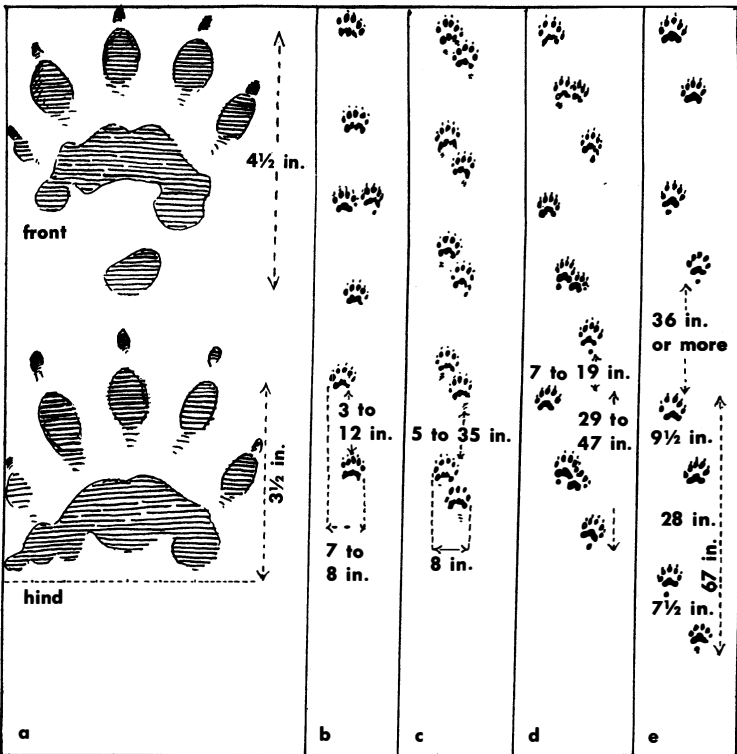 4½ in.
front
3½ in.
hind
a
3 to
12 in.
7 to
8 in.
b
5 to 35 in.
8 in.
c
7 to 19 in.
29 to
47 in.
d
36 in.
or more
9½ in.
28 in.
67 in.
7½ in.
e